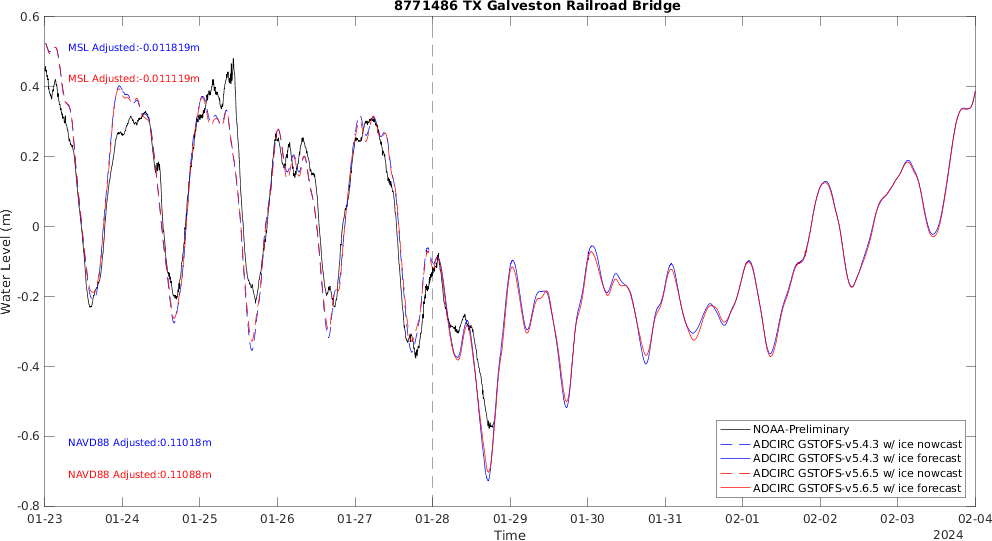 8771486 TX Galveston Railroad Bridge
0.6
0.4
0.2
0
-0.2
-0.4
-0.6
-0.8
Water Level (m)
MSL Adjusted:-0.011819m
MSL Adjusted:-0.011119m
NAVD88 Adjusted:0.11018m
NAVD88 Adjusted:0.11088m
NOAA-Preliminary
ADCIRC GSTOFS-v5.4.3 w/ ice nowcast
ADCIRC GSTOFS-v5.4.3 w/ ice forecast
ADCIRC GSTOFS-v5.6.5 w/ ice nowcast
ADCIRC GSTOFS-v5.6.5 w/ ice forecast
01-23 01-24 01-25 01-26 01-27 01-28 01-29 01-30 01-31 02-01 02-02 02-03 02-04
Time
2024